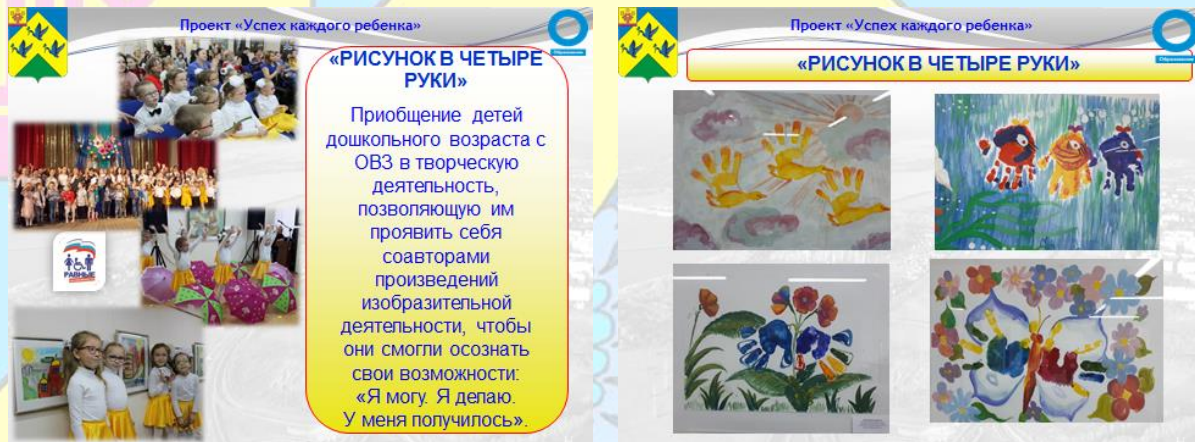 Проект «Успех каждого ребенка»
«РИСУНОК В ЧЕТЫРЕ
РУКИ»
Приобщение детей
дошкольного возраста с
ОВЗ в творческую
деятельность,
позволяющую им
проявить себя
соавторами
произведений
изобразительной
деятельности, чтобы
они смогли осознать
свои возможности:
«Я могу. Я делаю.
У меня получилось».
РАВНЫЕ
Образование
Проект «Успех каждого ребенка»
«РИСУНОК В ЧЕТЫРЕ РУКИ»
Образование